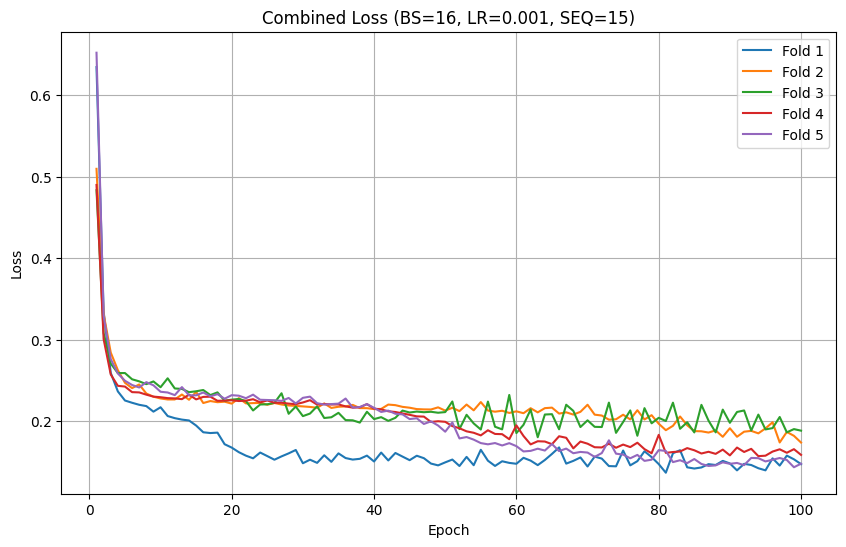 Combined Loss (BS=16, LR=0.001, SEQ=15)
Fold 1
Fold 2
Fold 3
Fold 4
Fold 5
Loss
0.6
0.5
0.4
0.3
0.2
0 20 40 60 80 100
Epoch